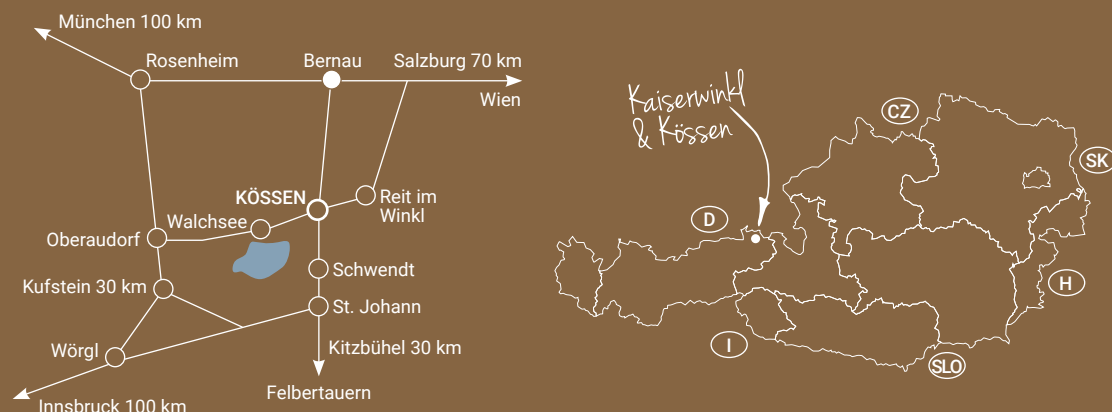 München 100 km
Rosenheim
Bernau
Salzburg 70 km
Wien
KÖSSEN
Reit im
Winkl
Walchsee
Oberaudorf
Schwendt
Kufstein 30 km
St. Johann
Wörgl
Kitzbühel 30 km
Felbertauern
Innsbruck 100 km
Kaiserwinkl
& Kössen
CZ
SK
D
H
I
SLO